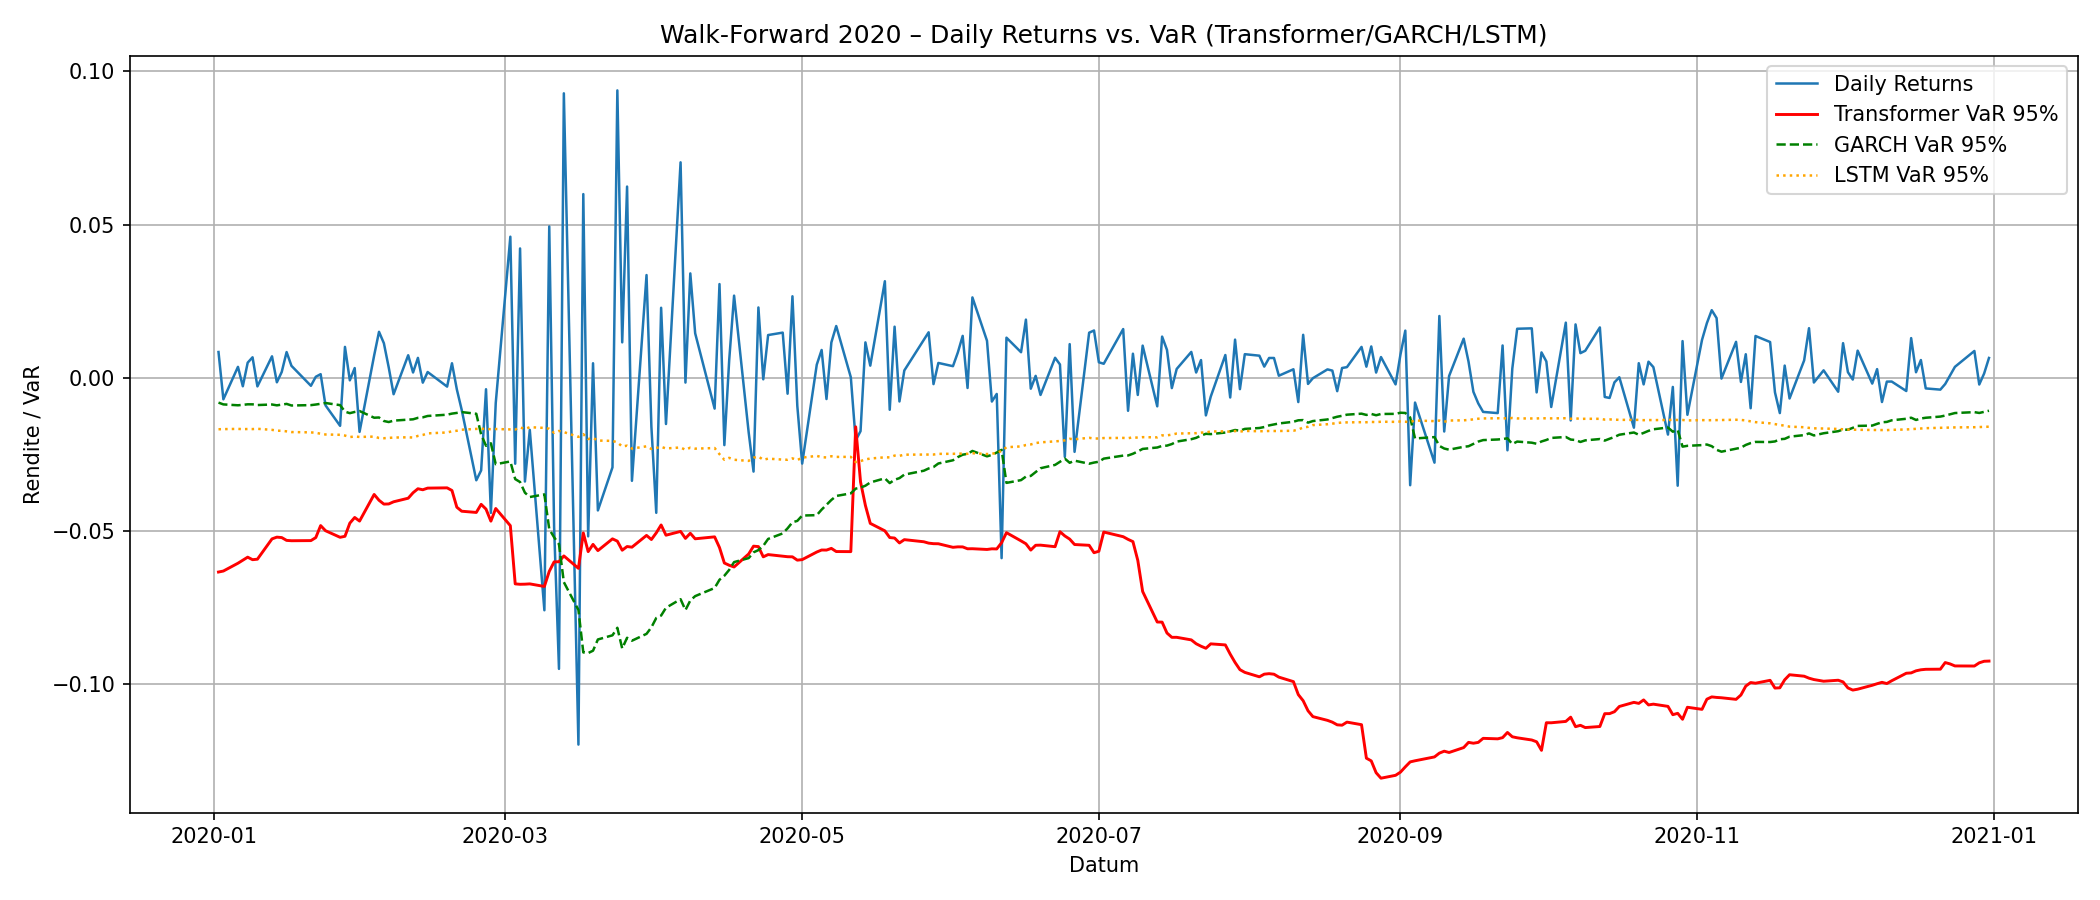 Walk-Forward 2020 – Daily Returns vs. VaR (Transformer/GARCH/LSTM)
Daily Returns
Transformer VaR 95%
GARCH VaR 95%
LSTM VaR 95%
Rendite / VaR
0.10
0.05
0.00
−0.05
−0.10
2020-01
2020-03
2020-05
2020-07
2020-09
2020-11
2021-01
Datum